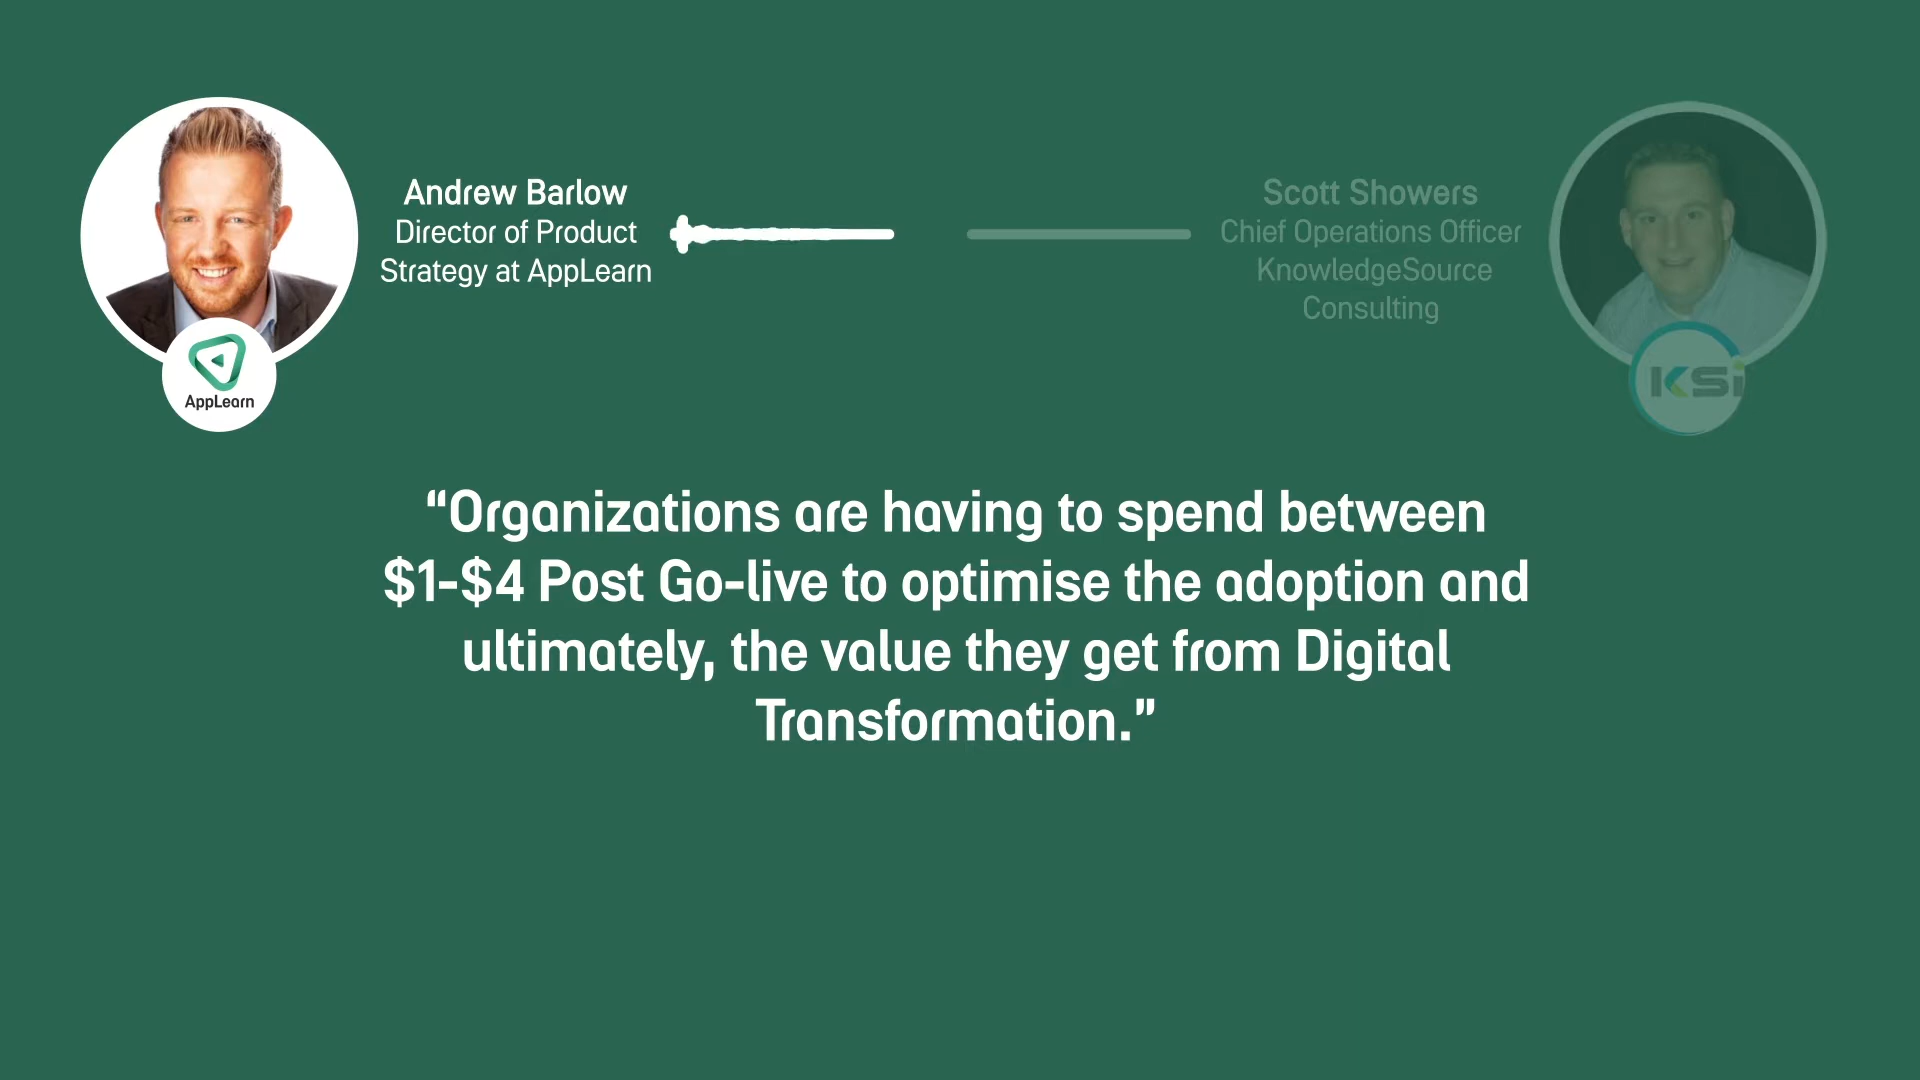 Andrew Barlow
Director of Product
Strategy at AppLearn
AppLearn
Scott Showers
Chief Operations Officer
KnowledgeSource
Consulting
KSi
“Organizations are having to spend between
$1-$4 Post Go-live to optimise the adoption and
ultimately, the value they get from Digital
Transformation.”